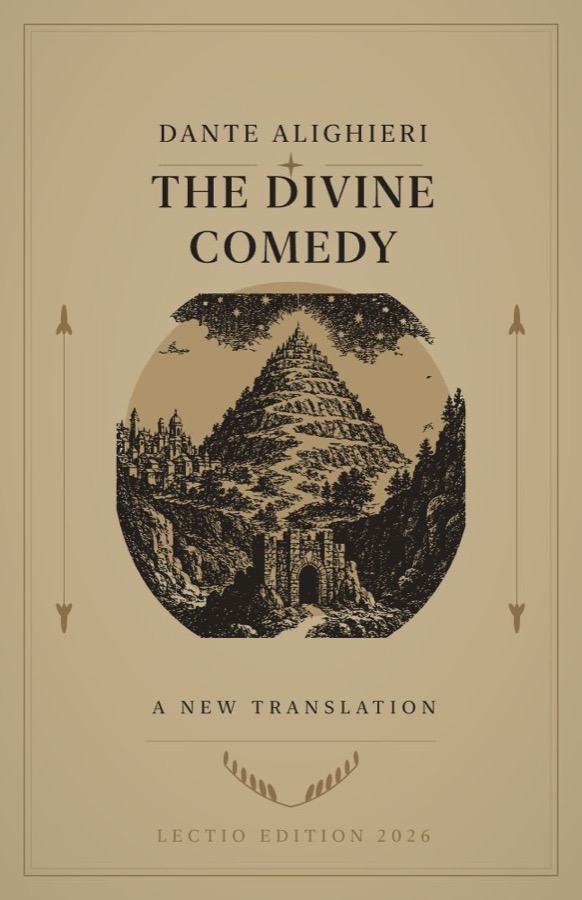 DANTE ALIGHIERI
THE DIVINE
COMEDY
A NEW TRANSLATION
LECTIO EDITION 2026